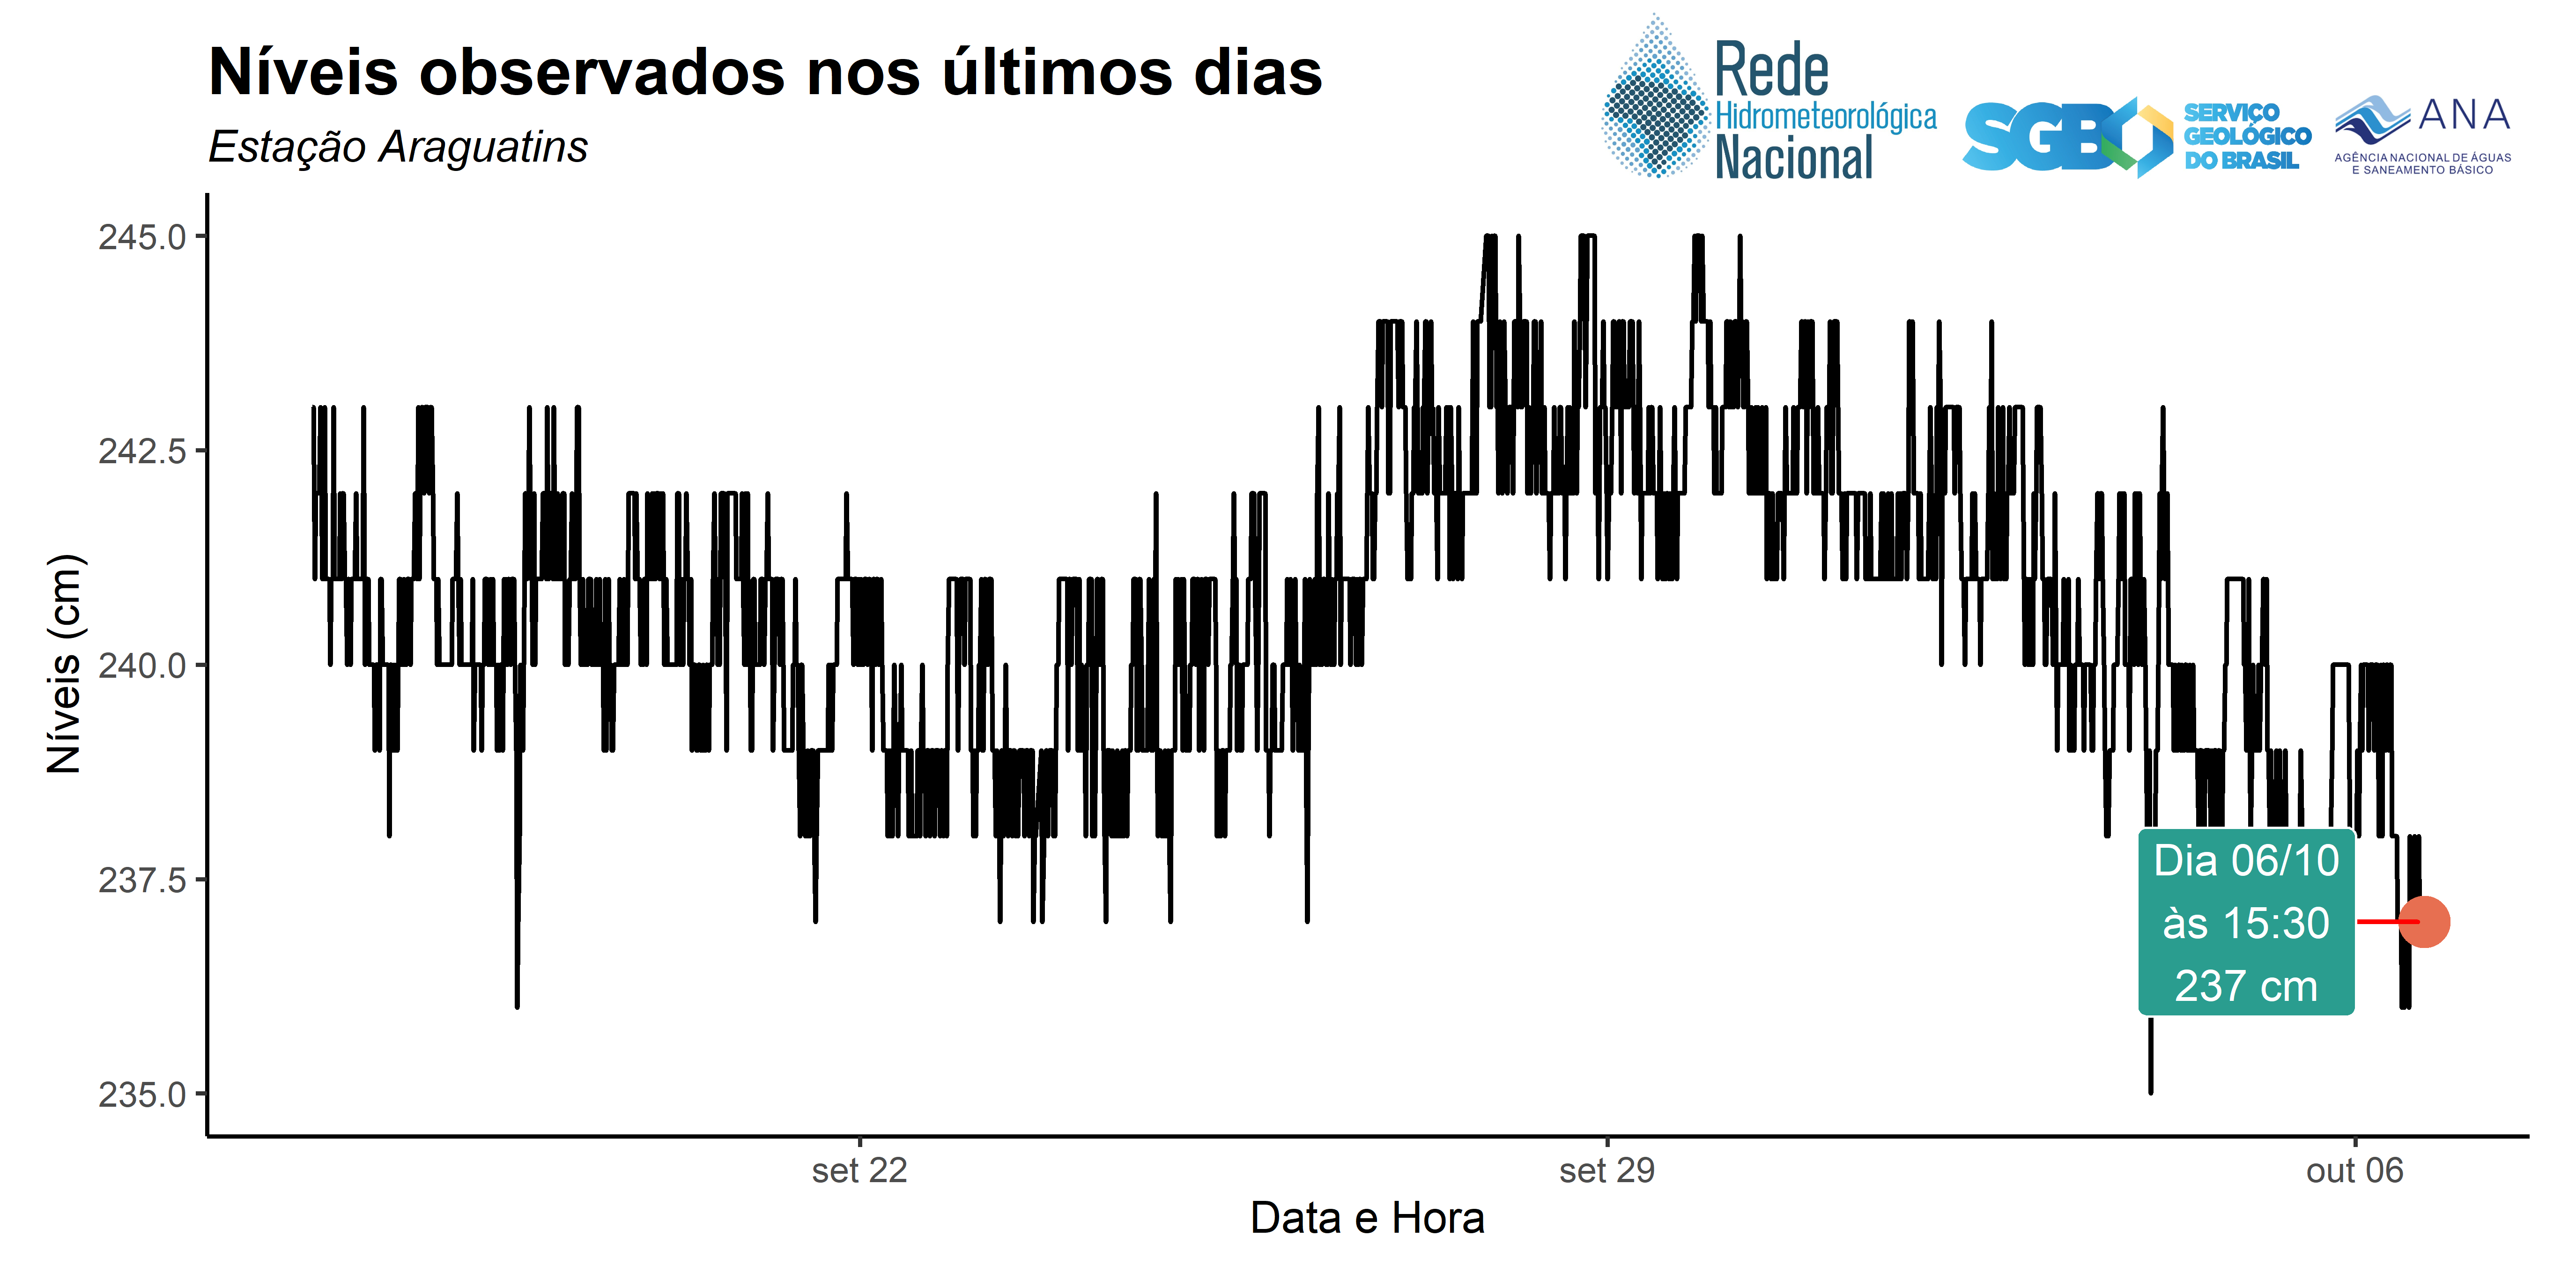 Níveis observados nos últimos dias
Estação Araguatins
Rede
Hidrometeorológica
Nacional
SGB
SERVIÇO
GEOLÓGICO
DO BRASIL
ANA
AGÊNCIA NACIONAL DE ÁGUAS
E SANEAMENTO BÁSICO
Níveis (cm)
245.0
242.5
240.0
237.5
235.0
Dia 06/10
às 15:30
237 cm
set 22
set 29
out 06
Data e Hora